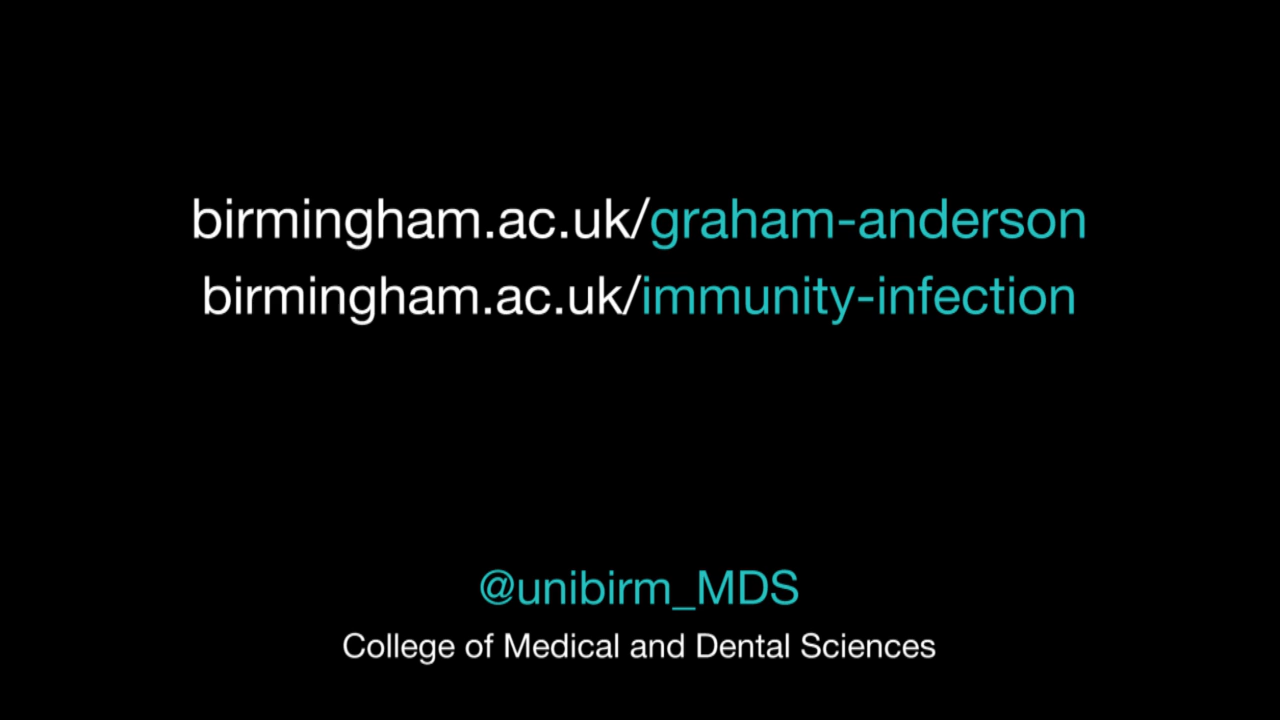 birmingham.ac.uk/graham-anderson
birmingham.ac.uk/immunity-infection
@unibirm_MDS
College of Medical and Dental Sciences